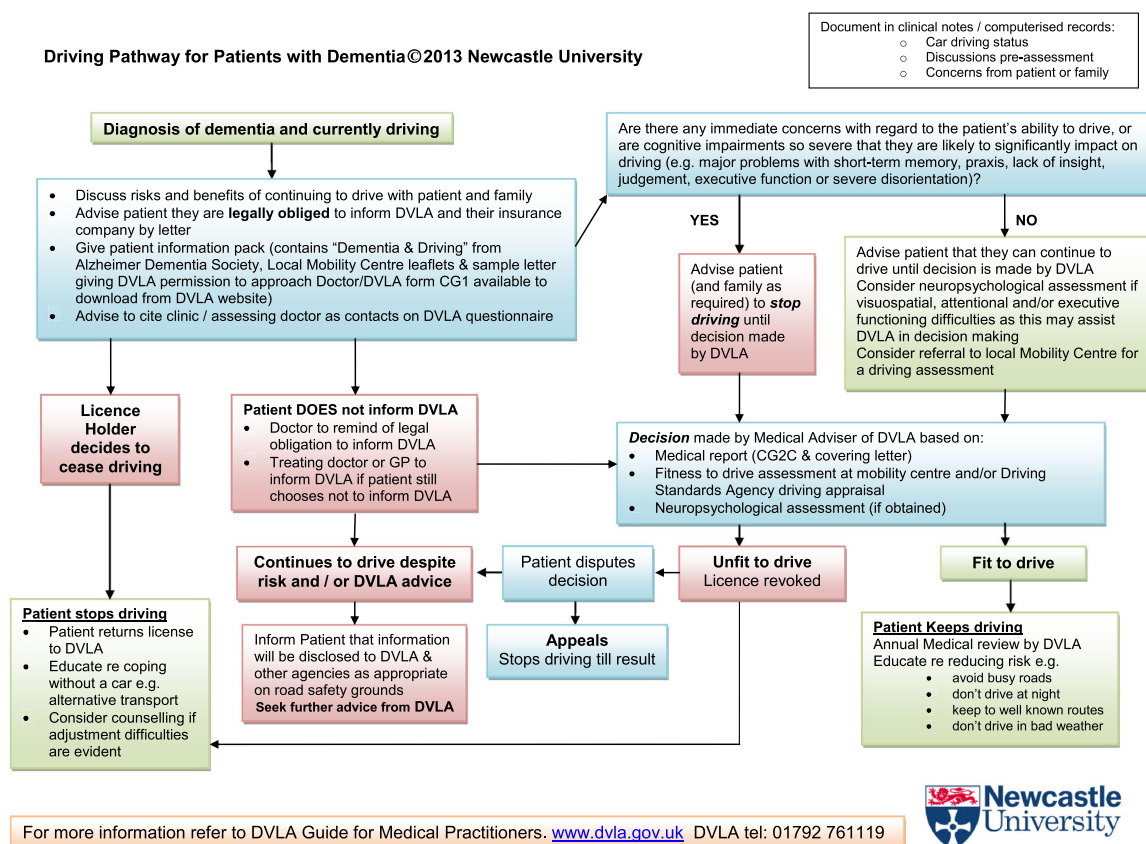 Driving Pathway for Patients with Dementia©2013 Newcastle University
Document in clinical notes / computerised records:
○ Car driving status
○ Discussions pre-assessment
○ Concerns from patient or family
Diagnosis of dementia and currently driving
• Discuss risks and benefits of continuing to drive with patient and family
• Advise patient they are legally obliged to inform DVLA and their insurance
company by letter
• Give patient information pack (contains “Dementia & Driving” from
Alzheimer Dementia Society, Local Mobility Centre leaflets & sample letter
giving DVLA permission to approach Doctor/DVLA form CG1 available to
download from DVLA website)
• Advise to cite clinic / assessing doctor as contacts on DVLA questionnaire
Are there any immediate concerns with regard to the patient’s ability to drive, or
are cognitive impairments so severe that they are likely to significantly impact on
driving (e.g. major problems with short-term memory, praxis, lack of insight,
judgement, executive function or severe disorientation)?
YES
NO
Advise patient
(and family as
required) to stop
driving until
decision made
by DVLA
Advise patient that they can continue to
drive until decision is made by DVLA
Consider neuropsychological assessment if
visuospatial, attentional and/or executive
functioning difficulties as this may assist
DVLA in decision making
Consider referral to local Mobility Centre for
a driving assessment
Licence
Holder
decides to
cease driving
Patient DOES not inform DVLA
• Doctor to remind of legal
obligation to inform DVLA
• Treating doctor or GP to
inform DVLA if patient still
chooses not to inform DVLA
Decision made by Medical Adviser of DVLA based on:
• Medical report (CG2C & covering letter)
• Fitness to drive assessment at mobility centre and/or Driving
Standards Agency driving appraisal
• Neuropsychological assessment (if obtained)
Continues to drive despite
risk and / or DVLA advice
Patient disputes
decision
Unfit to drive
Licence revoked
Fit to drive
Patient stops driving
• Patient returns license
to DVLA
• Educate re coping
without a car e.g.
alternative transport
• Consider counselling if
adjustment difficulties
are evident
Inform Patient that information
will be disclosed to DVLA &
other agencies as appropriate
on road safety grounds
Seek further advice from DVLA
Appeals
Stops driving till result
Patient Keeps driving
Annual Medical review by DVLA
Educate re reducing risk e.g.
• avoid busy roads
• don’t drive at night
• keep to well known routes
• don’t drive in bad weather
For more information refer to DVLA Guide for Medical Practitioners. www.dvla.gov.uk DVLA tel: 01792 761119
Newcastle
University